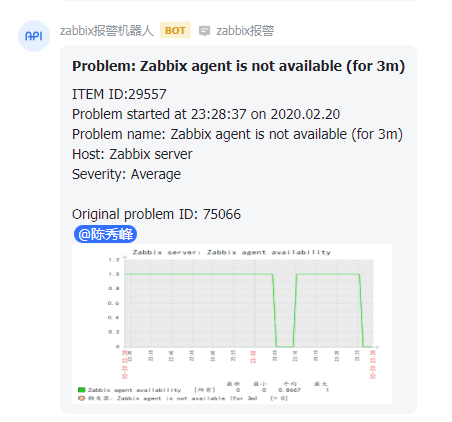 API
zabbix报警机器人 BOT zabbix报警
Problem: Zabbix agent is not available (for 3m)
ITEM ID:29557
Problem started at 23:28:37 on 2020.02.20
Problem name: Zabbix agent is not available (for 3m)
Host: Zabbix server
Severity: Average
Original problem ID: 75066
@陈秀峰
Zabbix server: Zabbix agent availability
1.2
1.0
0.8
0.6
0.4
0.2
0
最新 最小 平均 最大
Zabbix agent availability [所有] 0 0 0.8667 1
触发器: Zabbix agent is not available (for 3m) [= 0]